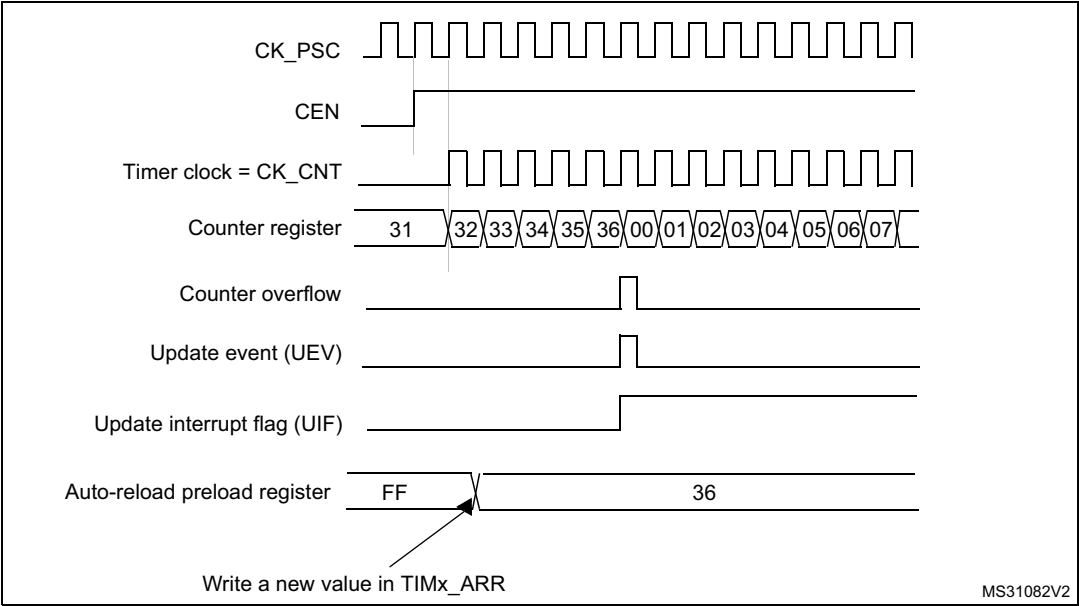 CK_PSC
CEN
Timer clock = CK_CNT
Counter register 31 32 33 34 35 36 00 01 02 03 04 05 06 07
Counter overflow
Update event (UEV)
Update interrupt flag (UIF)
Auto-reload preload register FF 36
Write a new value in TIMx_ARR
MS31082V2